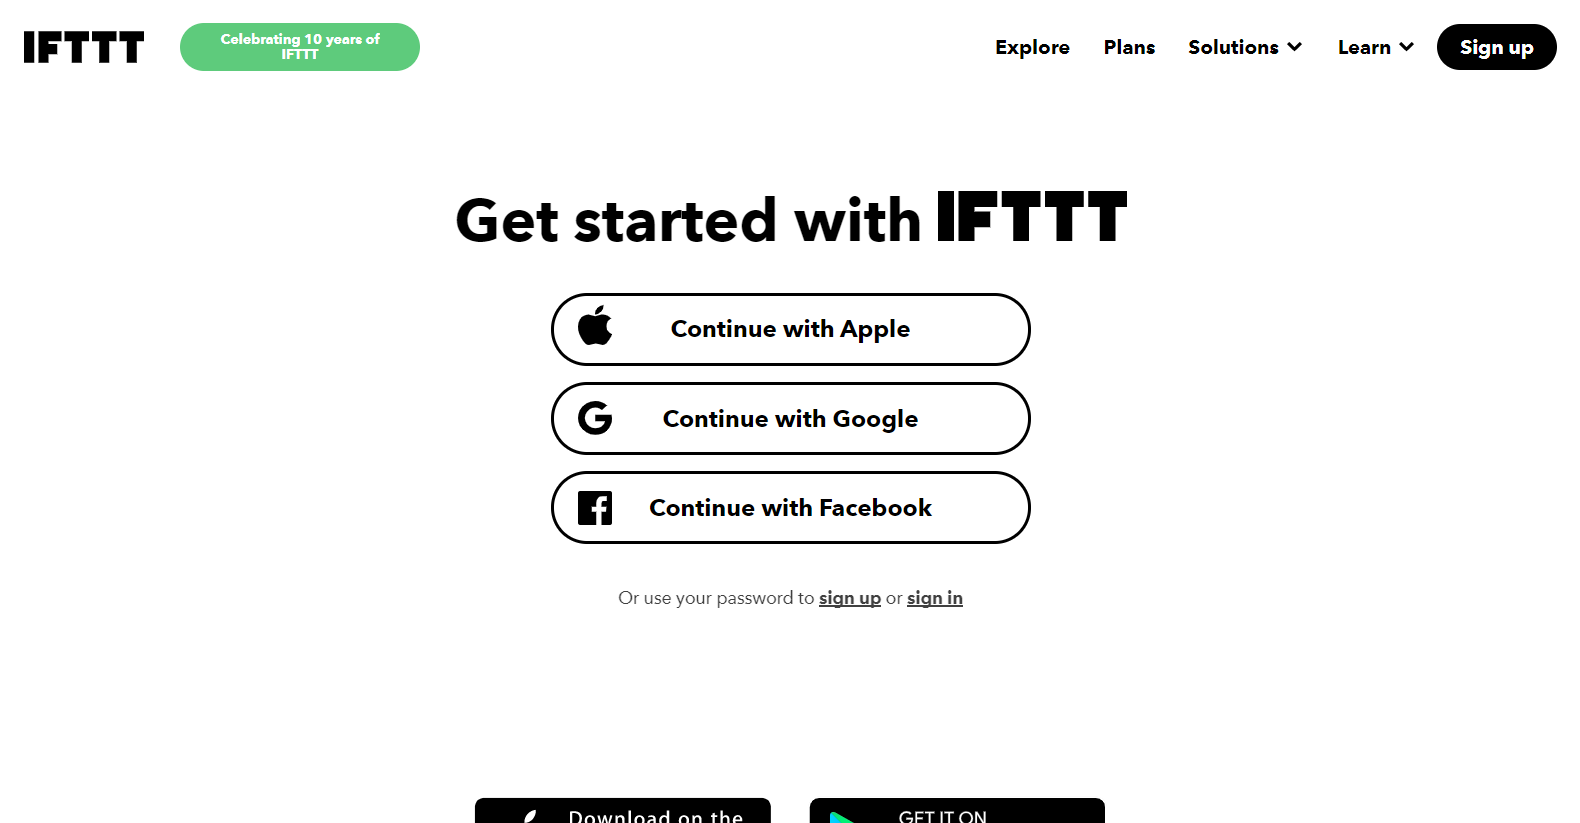 IFTTT
Celebrating 10 years of
IFTTT
Explore
Plans
Solutions
Learn
Sign up
Get started with IFTTT
Continue with Apple
Continue with Google
Continue with Facebook
Or use your password to sign up or sign in
Download on the
GET IT ON